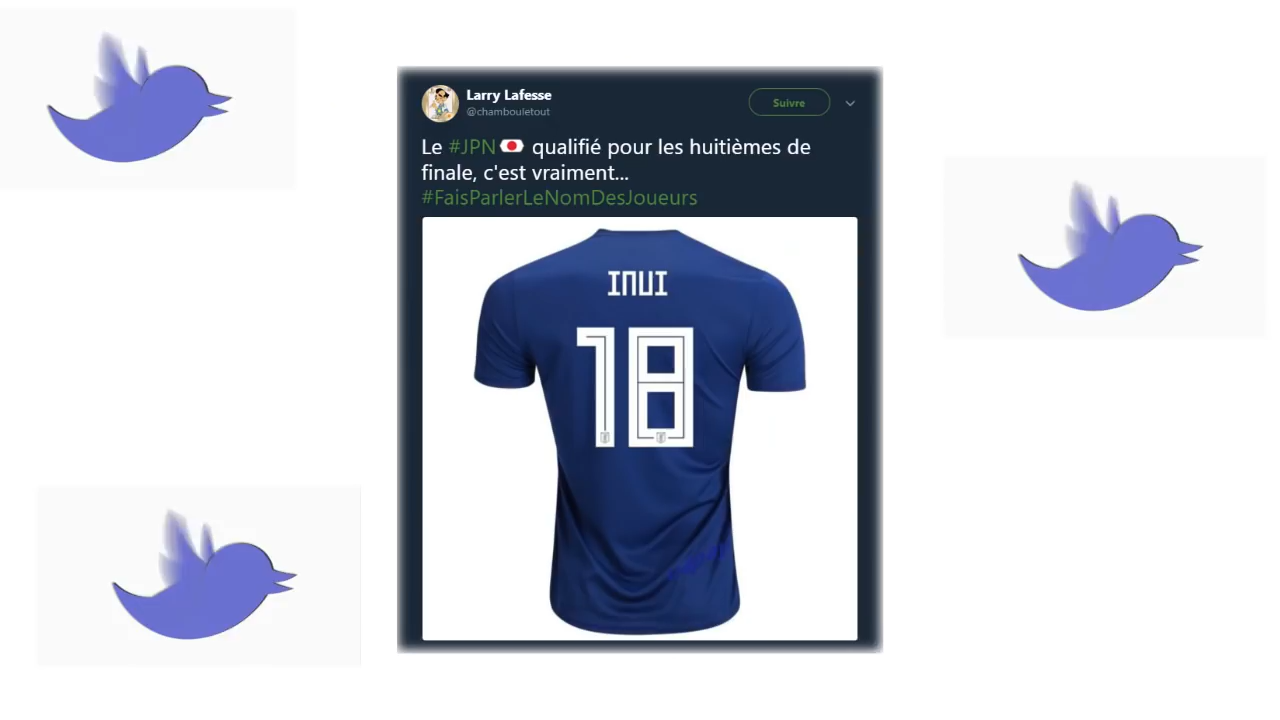 Larry Lafesse
@chambouletout
Suivre
Le #JPN qualifié pour les huitièmes de
finale, c'est vraiment...
#FaisParlerLeNomDesJoueurs
INUI
18